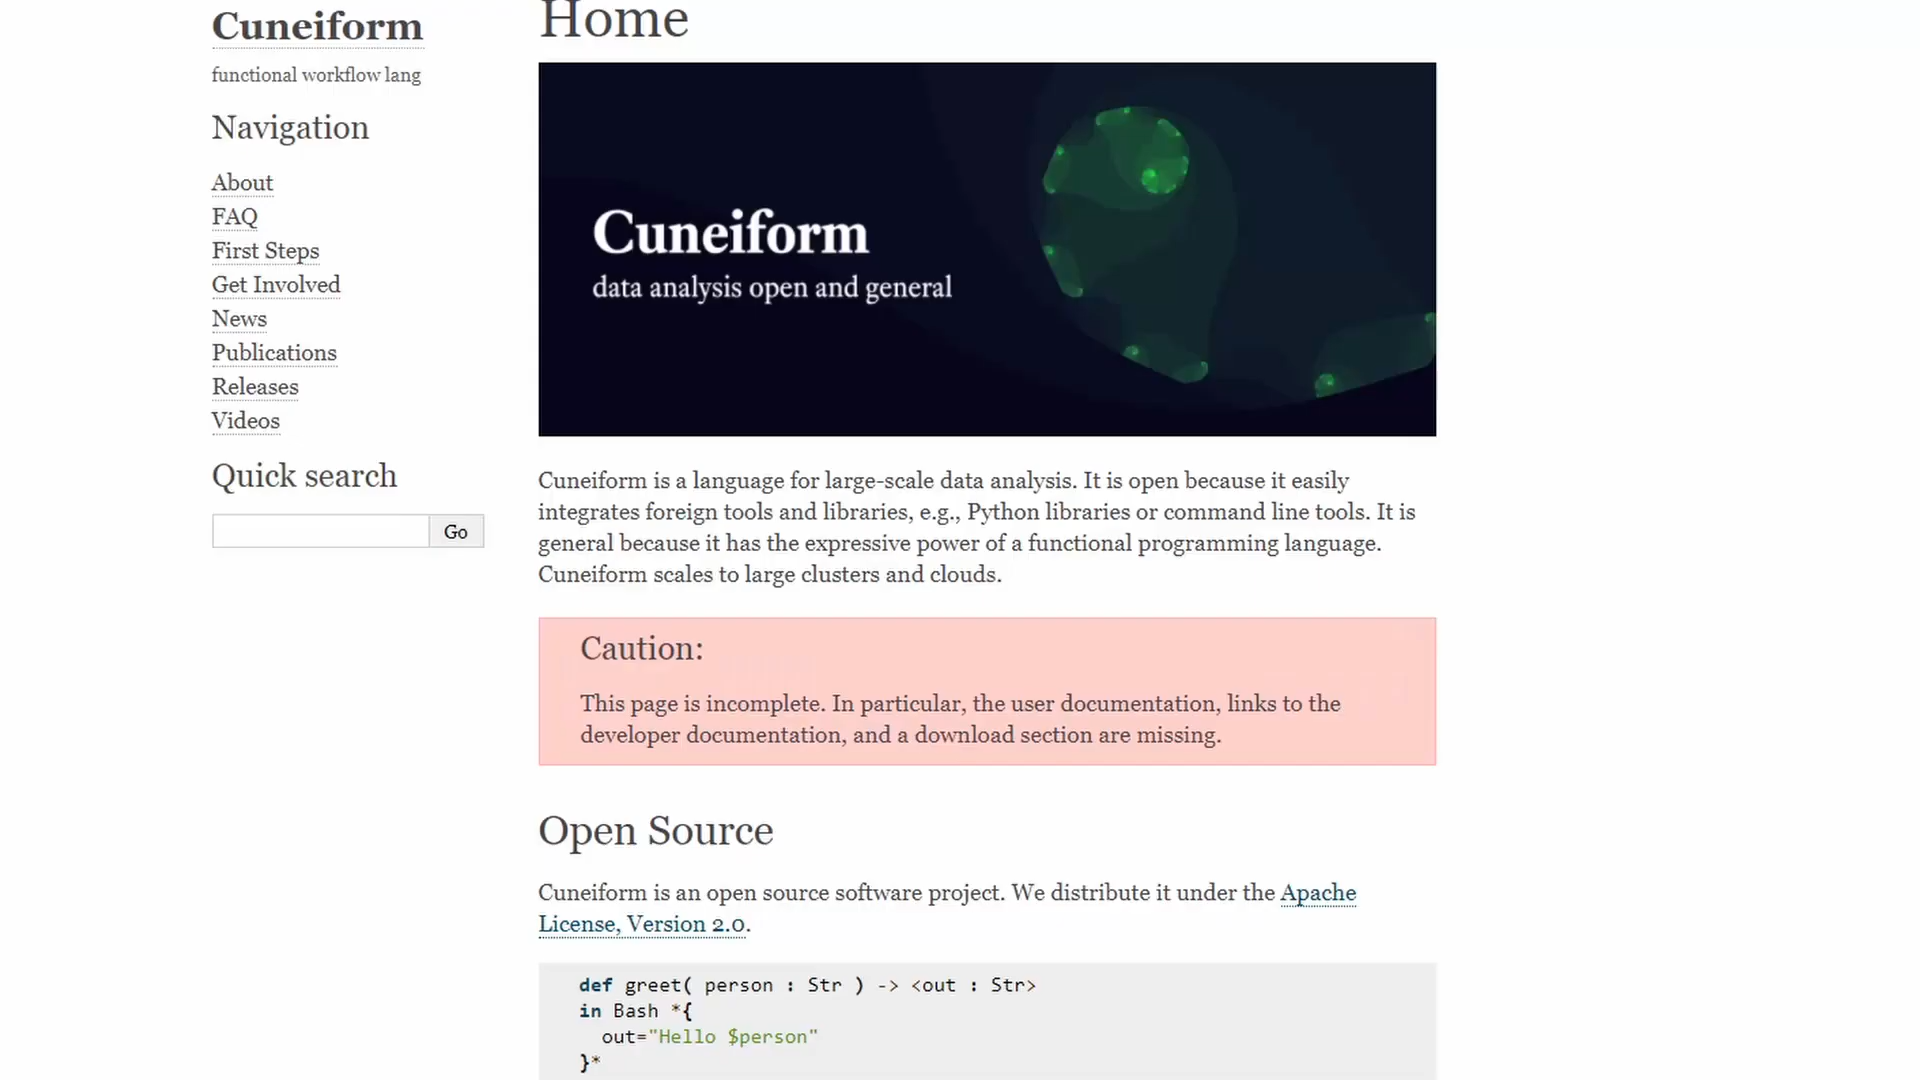 Cuneiform
functional workflow lang
Navigation
About
FAQ
First Steps
Get Involved
News
Publications
Releases
Videos
Quick search
Go
Home
Cuneiform
data analysis open and general
Cuneiform is a language for large-scale data analysis. It is open because it easily
integrates foreign tools and libraries, e.g., Python libraries or command line tools. It is
general because it has the expressive power of a functional programming language.
Cuneiform scales to large clusters and clouds.
Caution:
This page is incomplete. In particular, the user documentation, links to the
developer documentation, and a download section are missing.
Open Source
Cuneiform is an open source software project. We distribute it under the Apache
License, Version 2.0.
def greet( person : Str ) -> <out : Str>
in Bash *{
  out="Hello $person"
}*